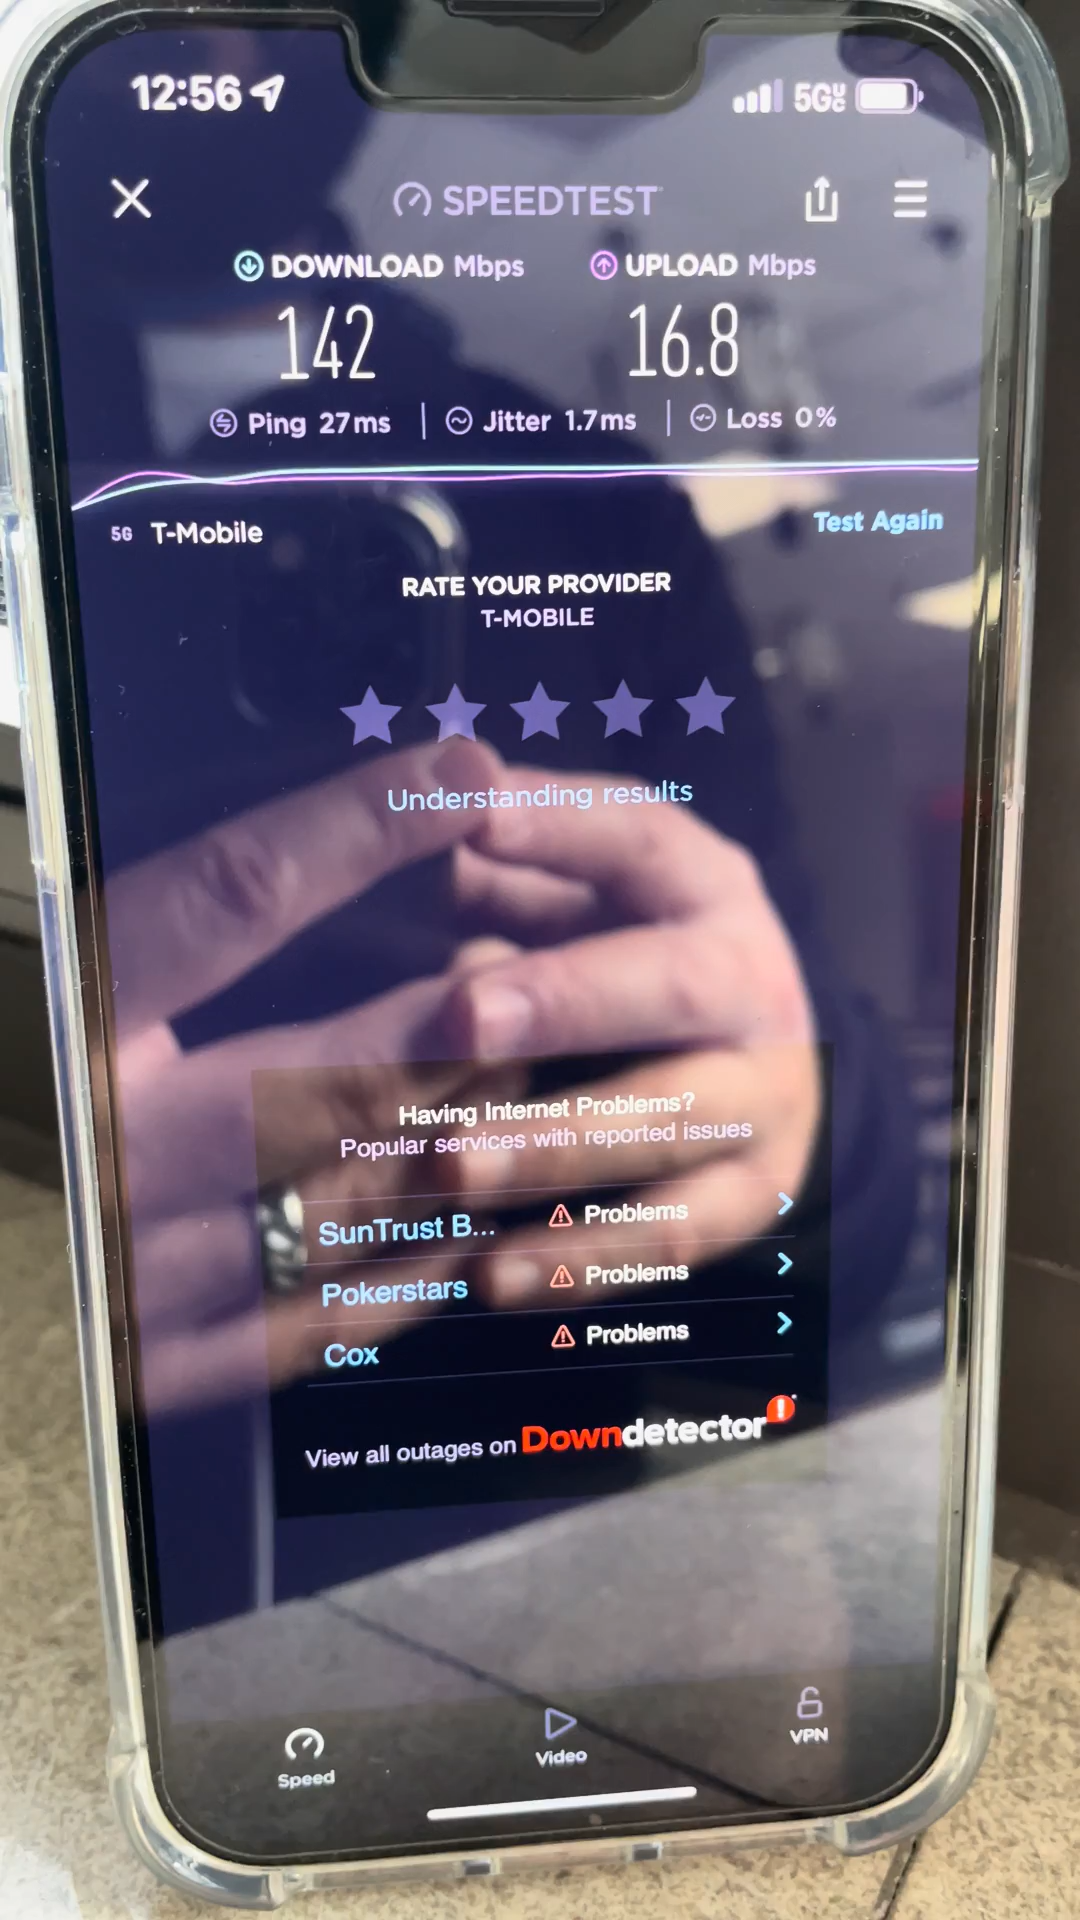 12:56 5G UC
SPEEDTEST
DOWNLOAD Mbps UPLOAD Mbps
142 16.8
Ping 27ms Jitter 1.7ms Loss 0%
5G T-Mobile Test Again
RATE YOUR PROVIDER
T-MOBILE
Understanding results
Having Internet Problems?
Popular services with reported issues
SunTrust B... Problems
Pokerstars Problems
Cox Problems
View all outages on Downdetector
Speed Video VPN